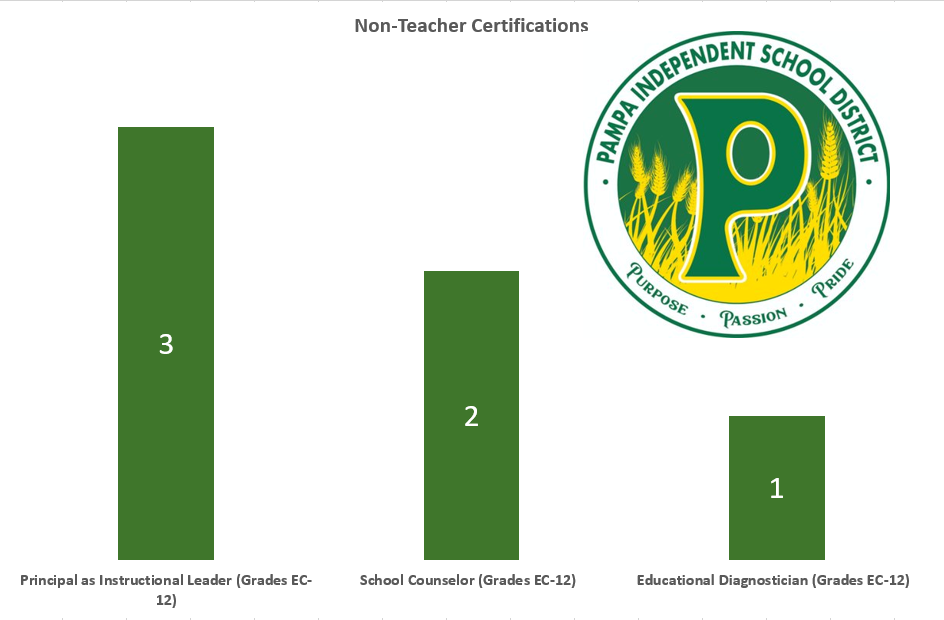 Non-Teacher Certifications
PAMPA INDEPENDENT SCHOOL DISTRICT
P
PURPOSE • PASSION • PRIDE
3
2
1
Principal as Instructional Leader (Grades EC-
12)
School Counselor (Grades EC-12)
Educational Diagnostician (Grades EC-12)